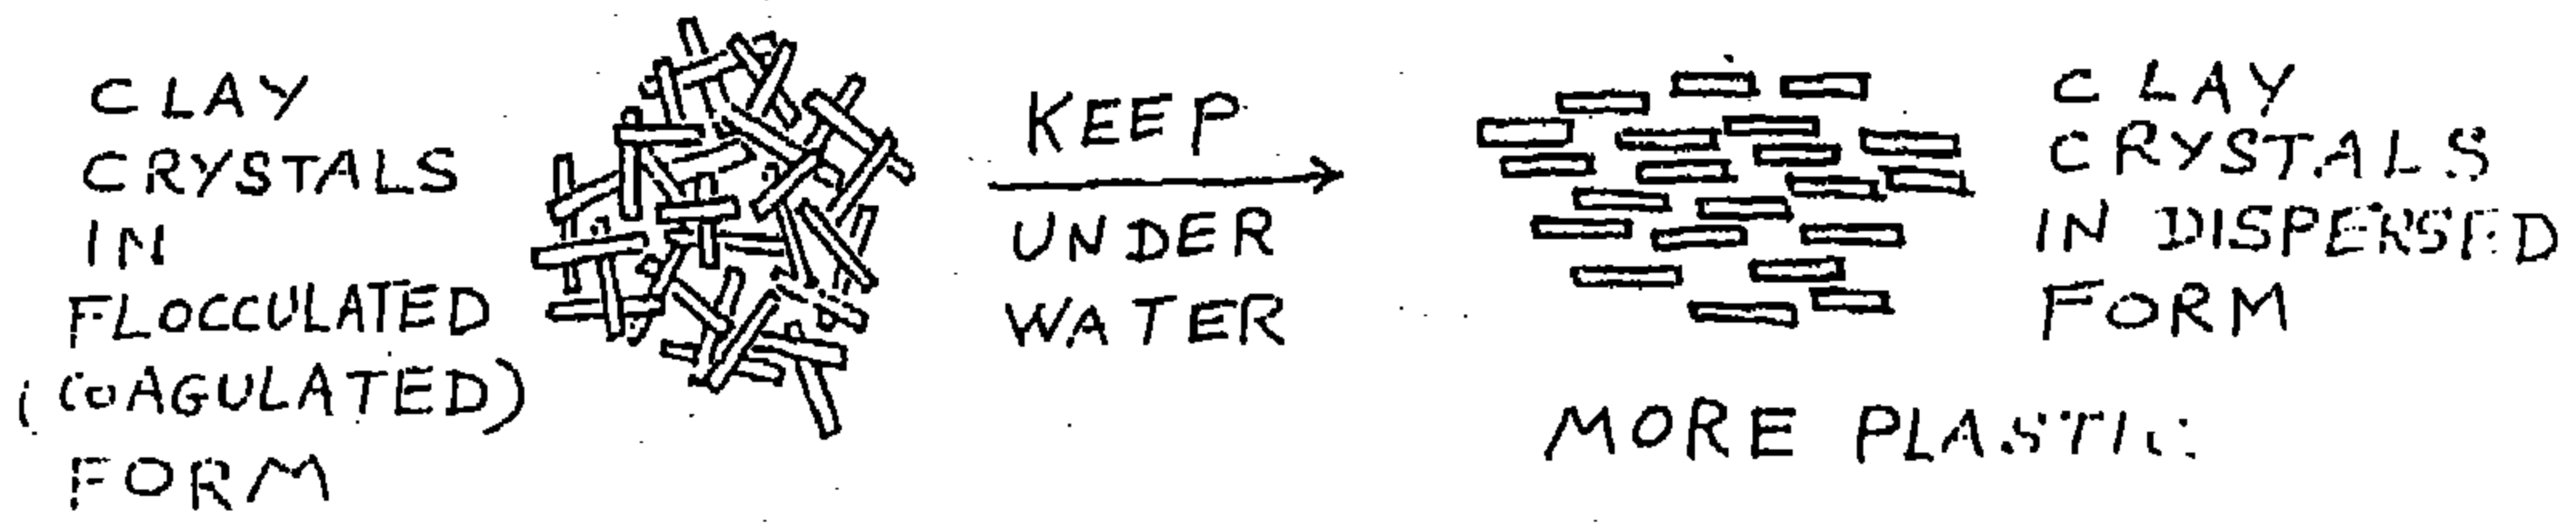 CLAY
CRYSTALS
IN
FLOCCULATED
(COAGULATED)
FORM
KEEP
UNDER
WATER
CLAY
CRYSTALS
IN DISPERSED
FORM
MORE PLASTIC